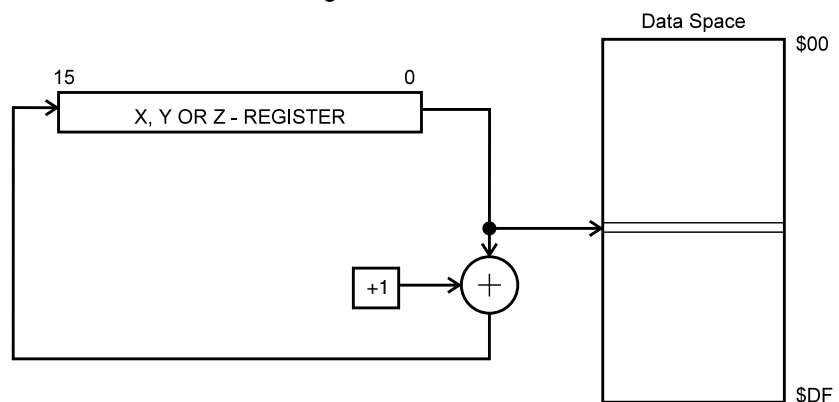 Data Space
$00
15 0
X, Y OR Z - REGISTER
+1
+
$DF